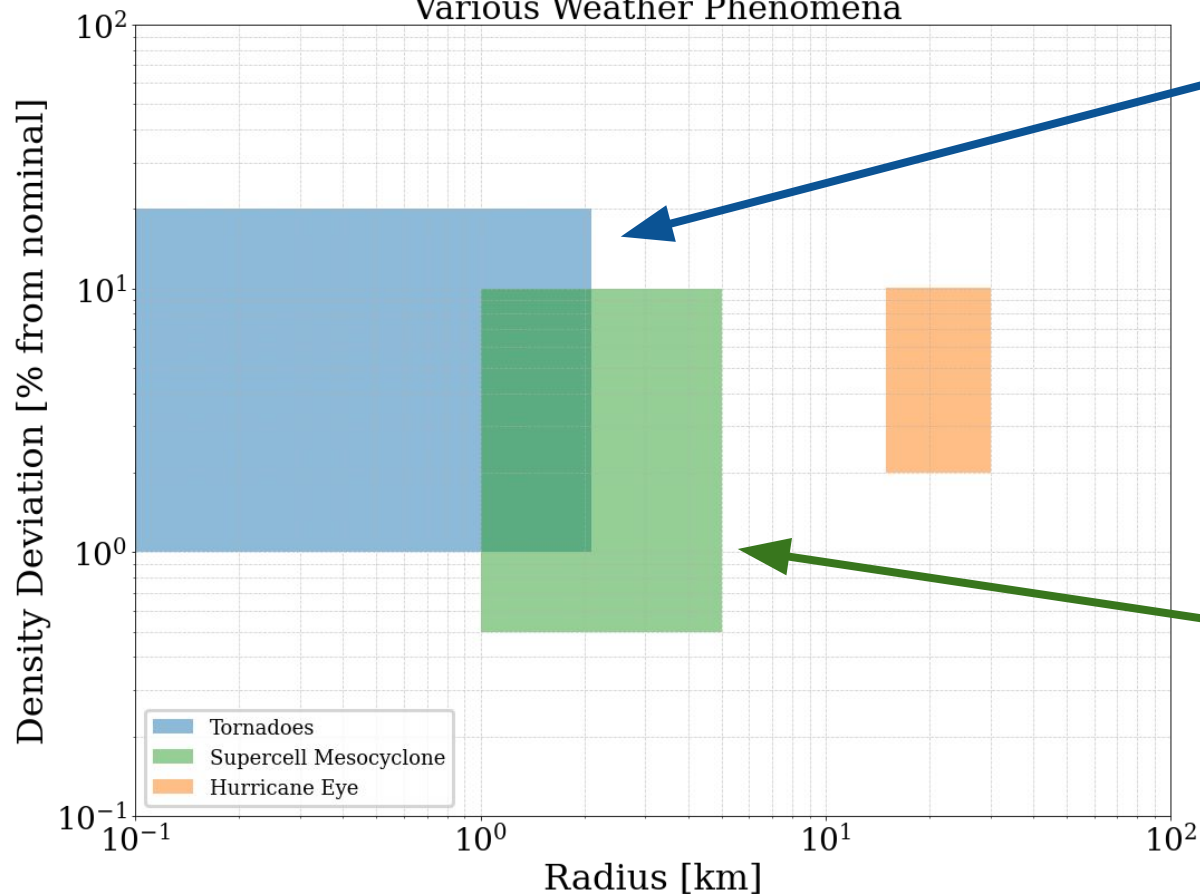 Various Weather Phenomena
Density Deviation [% from nominal]
10²
10¹
10⁰
10⁻¹
Tornadoes
Supercell Mesocyclone
Hurricane Eye
10⁻¹ 10⁰ 10¹ 10²
Radius [km]